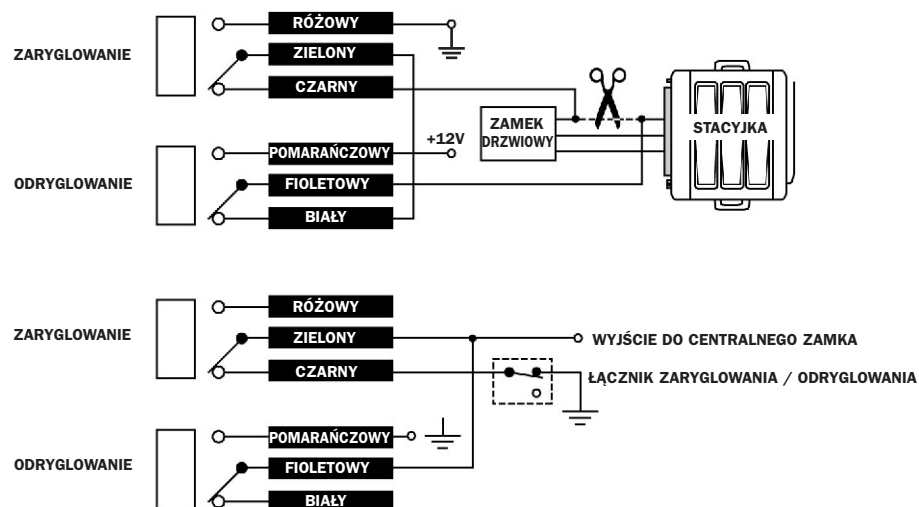 RÓŻOWY
ZARYGLOWANIE
ZIELONY
CZARNY
ZAMEK
DRZWIOWY
STACYJKA
+12V
POMARAŃCZOWY
ODRYGLOWANIE
FIOLETOWY
BIAŁY
RÓŻOWY
ZARYGLOWANIE
ZIELONY
WYJŚCIE DO CENTRALNEGO ZAMKA
CZARNY
ŁĄCZNIK ZARYGLOWANIA / ODRYGLOWANIA
POMARAŃCZOWY
ODRYGLOWANIE
FIOLETOWY
BIAŁY